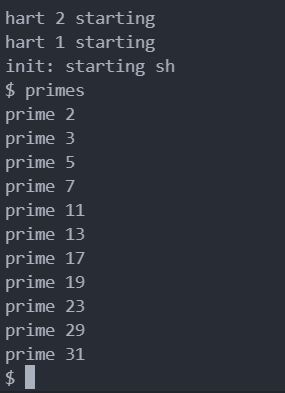 hart 2 starting
hart 1 starting
init: starting sh
$ primes
prime 2
prime 3
prime 5
prime 7
prime 11
prime 13
prime 17
prime 19
prime 23
prime 29
prime 31
$